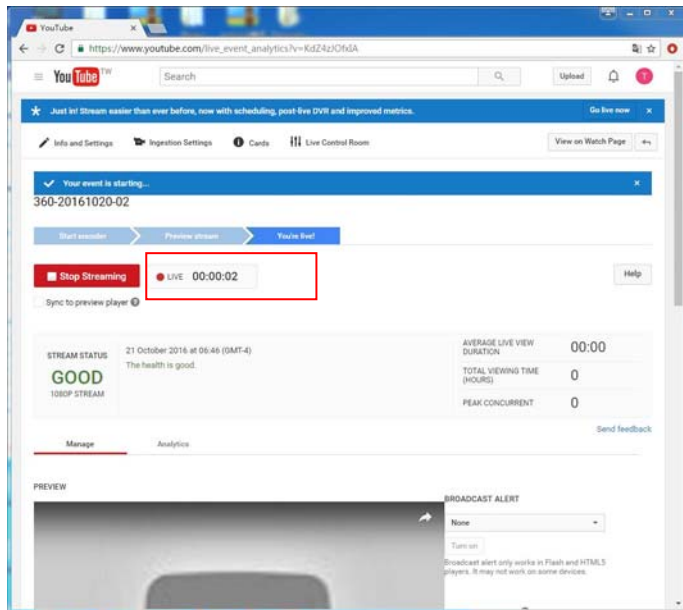 YouTube
https://www.youtube.com/live_event_analytics?v=KdZ4zJOfxIA
You Tube TW
Search
Upload
T
Just in! Stream easier than ever before, now with scheduling, post-live DVR and improved metrics.
Go live now
Info and Settings
Ingestion Settings
Cards
Live Control Room
View on Watch Page
Your event is starting...
360-20161020-02
Start encoder
Preview stream
You're live!
Stop Streaming
LIVE 00:00:02
Help
Sync to preview player
STREAM STATUS
GOOD
1080P STREAM
21 October 2016 at 06:46 (GMT-4)
The health is good.
AVERAGE LIVE VIEW DURATION 00:00
TOTAL VIEWING TIME (HOURS) 0
PEAK CONCURRENT 0
Send feedback
Manage
Analytics
PREVIEW
BROADCAST ALERT
None
Turn on
Broadcast alert only works in Flash and HTML5
players. It may not work on some devices.